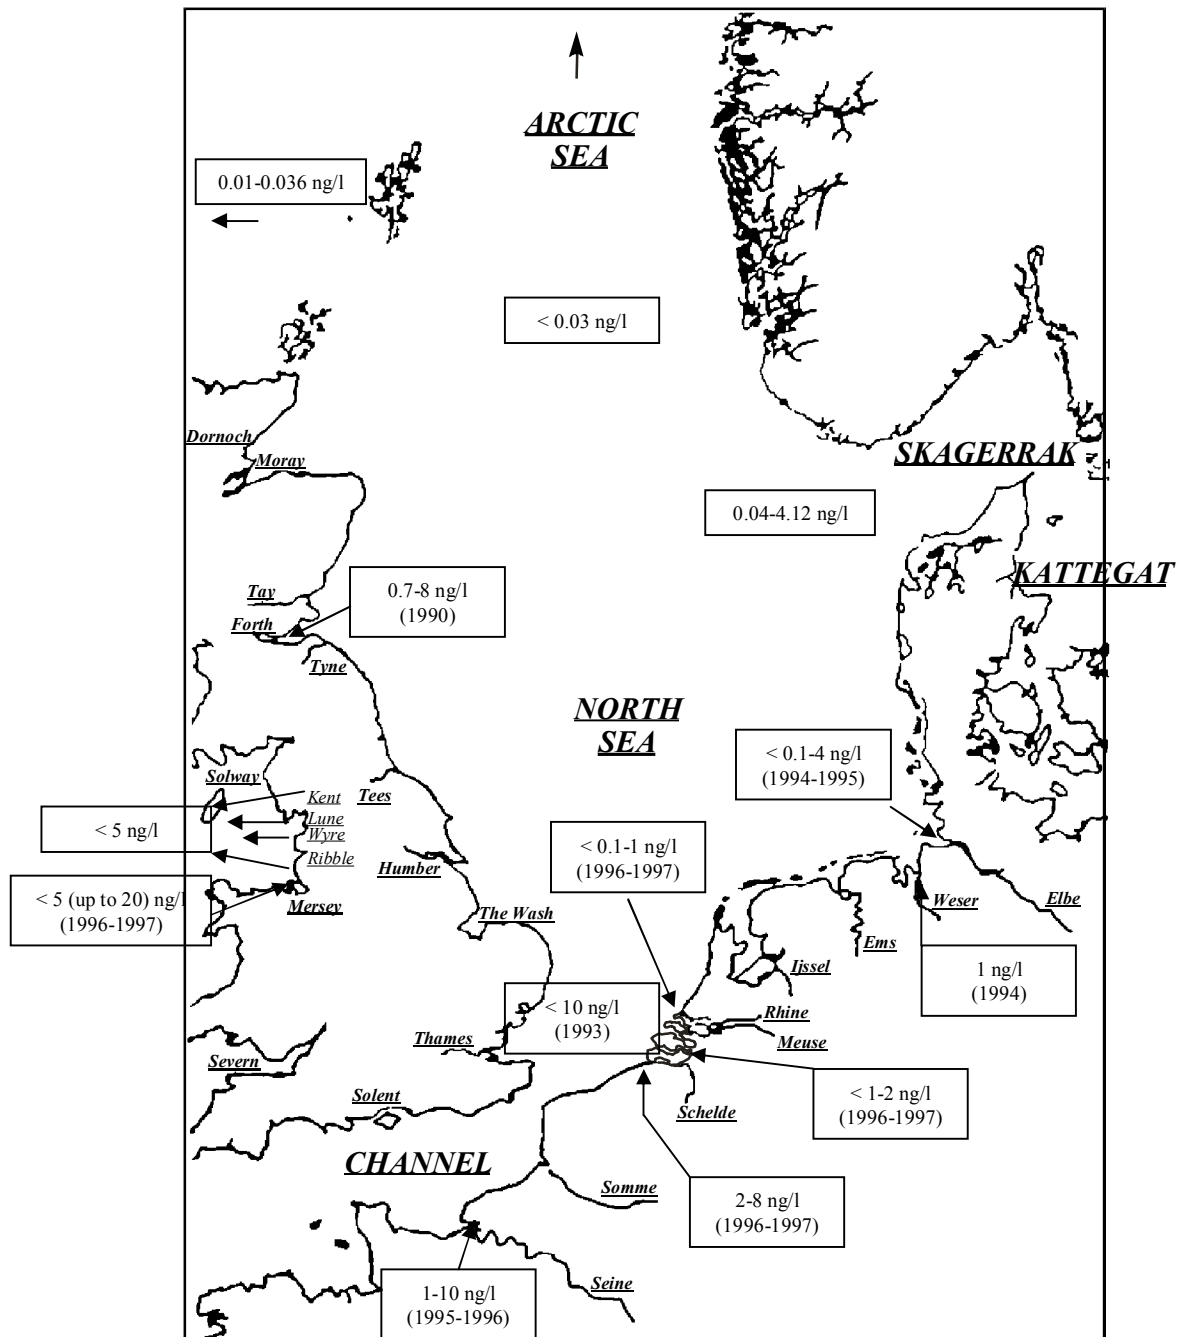 ARCTIC
SEA
0.01-0.036 ng/l
< 0.03 ng/l
Dornoch
Moray
SKAGERRAK
0.04-4.12 ng/l
KATTEGAT
Tay
0.7-8 ng/l
(1990)
Forth
Tyne
NORTH
SEA
< 0.1-4 ng/l
(1994-1995)
Solway
Kent
Tees
Lune
< 5 ng/l
Wyre
Ribble
Humber
< 0.1-1 ng/l
(1996-1997)
< 5 (up to 20) ng/l
(1996-1997)
Mersey
The Wash
Weser
Elbe
Ems
Ijssel
1 ng/l
(1994)
< 10 ng/l
(1993)
Rhine
Meuse
Thames
Severn
Solent
Schelde
< 1-2 ng/l
(1996-1997)
CHANNEL
Somme
2-8 ng/l
(1996-1997)
Seine
1-10 ng/l
(1995-1996)